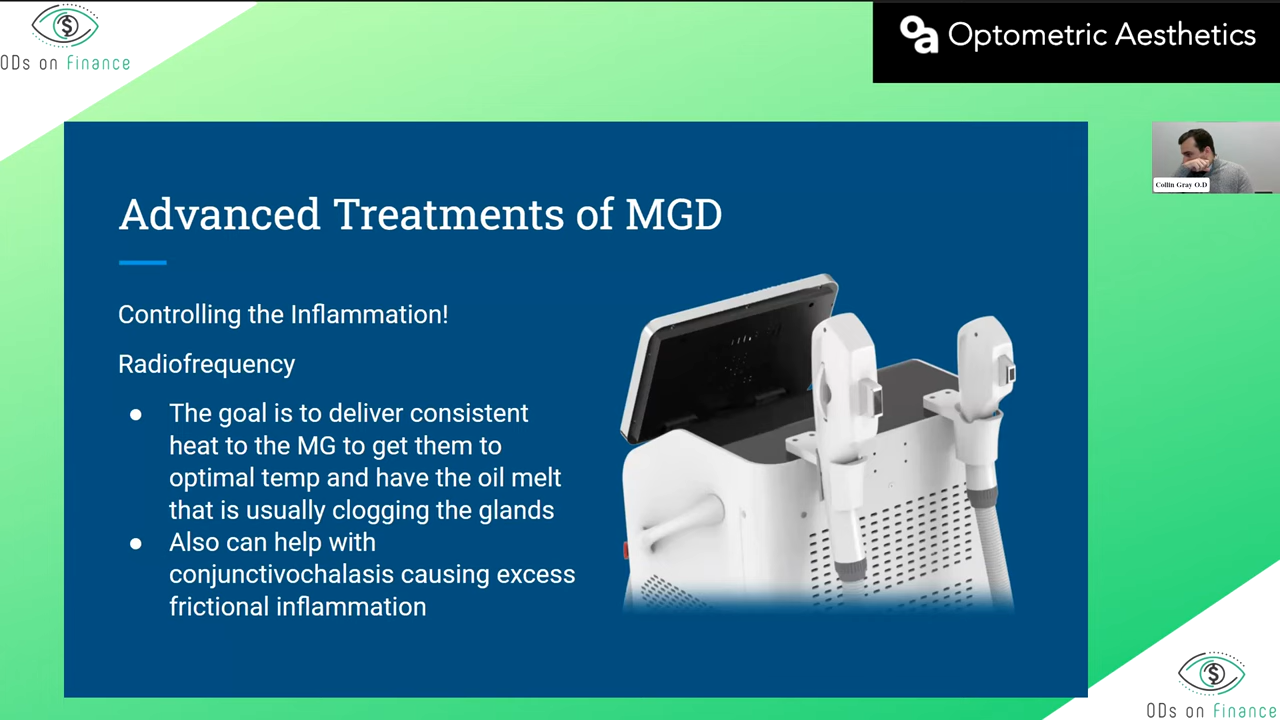 ODs on Finance
Optometric Aesthetics
Collin Gray O.D
Advanced Treatments of MGD
Controlling the Inflammation!
Radiofrequency
● The goal is to deliver consistent
heat to the MG to get them to
optimal temp and have the oil melt
that is usually clogging the glands
● Also can help with
conjunctivochalasis causing excess
frictional inflammation
ODs on Finance